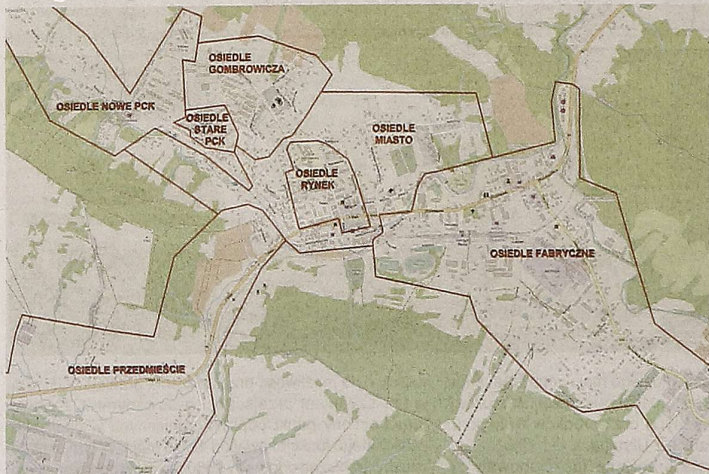 OSIEDLE
GOMBROWICZA
OSIEDLE NOWE PCK
OSIEDLE
STARE
PCK
OSIEDLE
MIASTO
OSIEDLE
RYNEK
OSIEDLE FABRYCZNE
OSIEDLE PRZEDMIEŚCIE